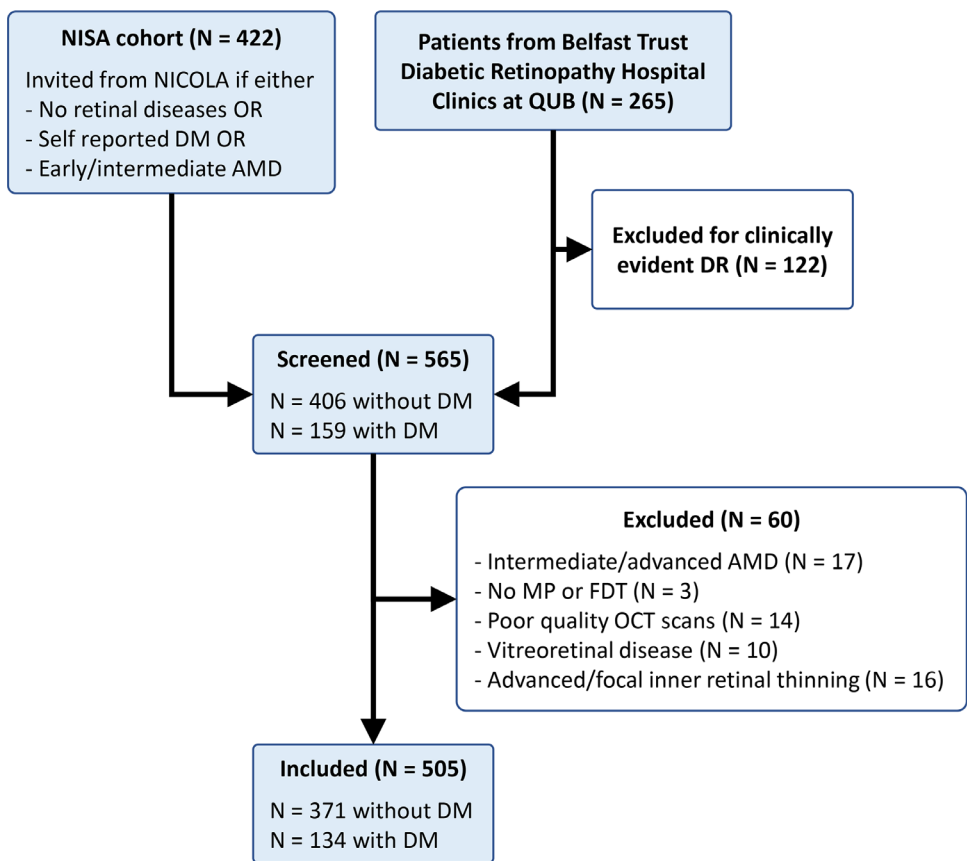 NISA cohort (N = 422)
Invited from NICOLA if either
- No retinal diseases OR
- Self reported DM OR
- Early/intermediate AMD
Patients from Belfast Trust
Diabetic Retinopathy Hospital
Clinics at QUB (N = 265)
Excluded for clinically
evident DR (N = 122)
Screened (N = 565)
N = 406 without DM
N = 159 with DM
Excluded (N = 60)
- Intermediate/advanced AMD (N = 17)
- No MP or FDT (N = 3)
- Poor quality OCT scans (N = 14)
- Vitreoretinal disease (N = 10)
- Advanced/focal inner retinal thinning (N = 16)
Included (N = 505)
N = 371 without DM
N = 134 with DM